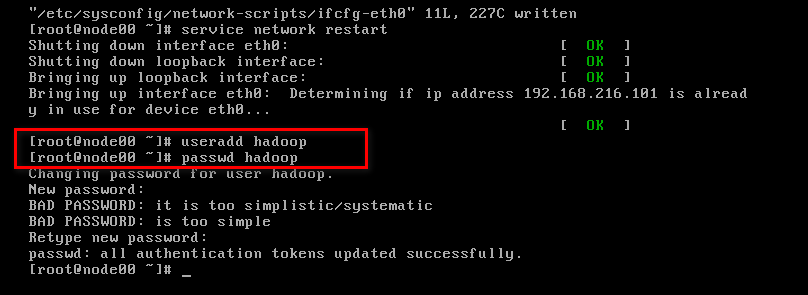 "/etc/sysconfig/network-scripts/ifcfg-eth0" 11L, 227C written
[root@node00 ~]# service network restart
Shutting down interface eth0: [ OK ]
Shutting down loopback interface: [ OK ]
Bringing up loopback interface: [ OK ]
Bringing up interface eth0: Determining if ip address 192.168.216.101 is alread
y in use for device eth0...
[ OK ]
[root@node00 ~]# useradd hadoop
[root@node00 ~]# passwd hadoop
Changing password for user hadoop.
New password:
BAD PASSWORD: it is too simplistic/systematic
BAD PASSWORD: is too simple
Retype new password:
passwd: all authentication tokens updated successfully.
[root@node00 ~]# _